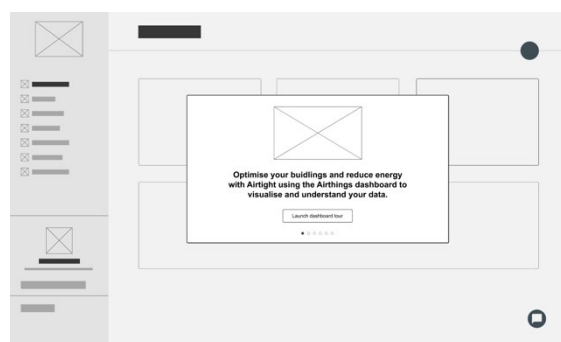 Optimise your buidlings and reduce energy
with Airtight using the Airthings dashboard to
visualise and understand your data.
Launch dashboard tour